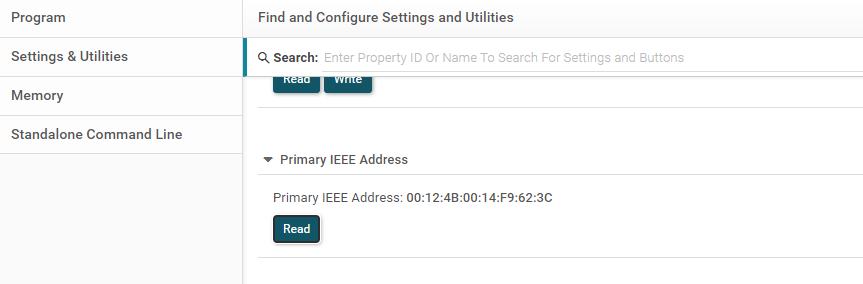 Program
Find and Configure Settings and Utilities
Settings & Utilities
Search: Enter Property ID Or Name To Search For Settings and Buttons
Read Write
Memory
Standalone Command Line
Primary IEEE Address
Primary IEEE Address: 00:12:4B:00:14:F9:62:3C
Read